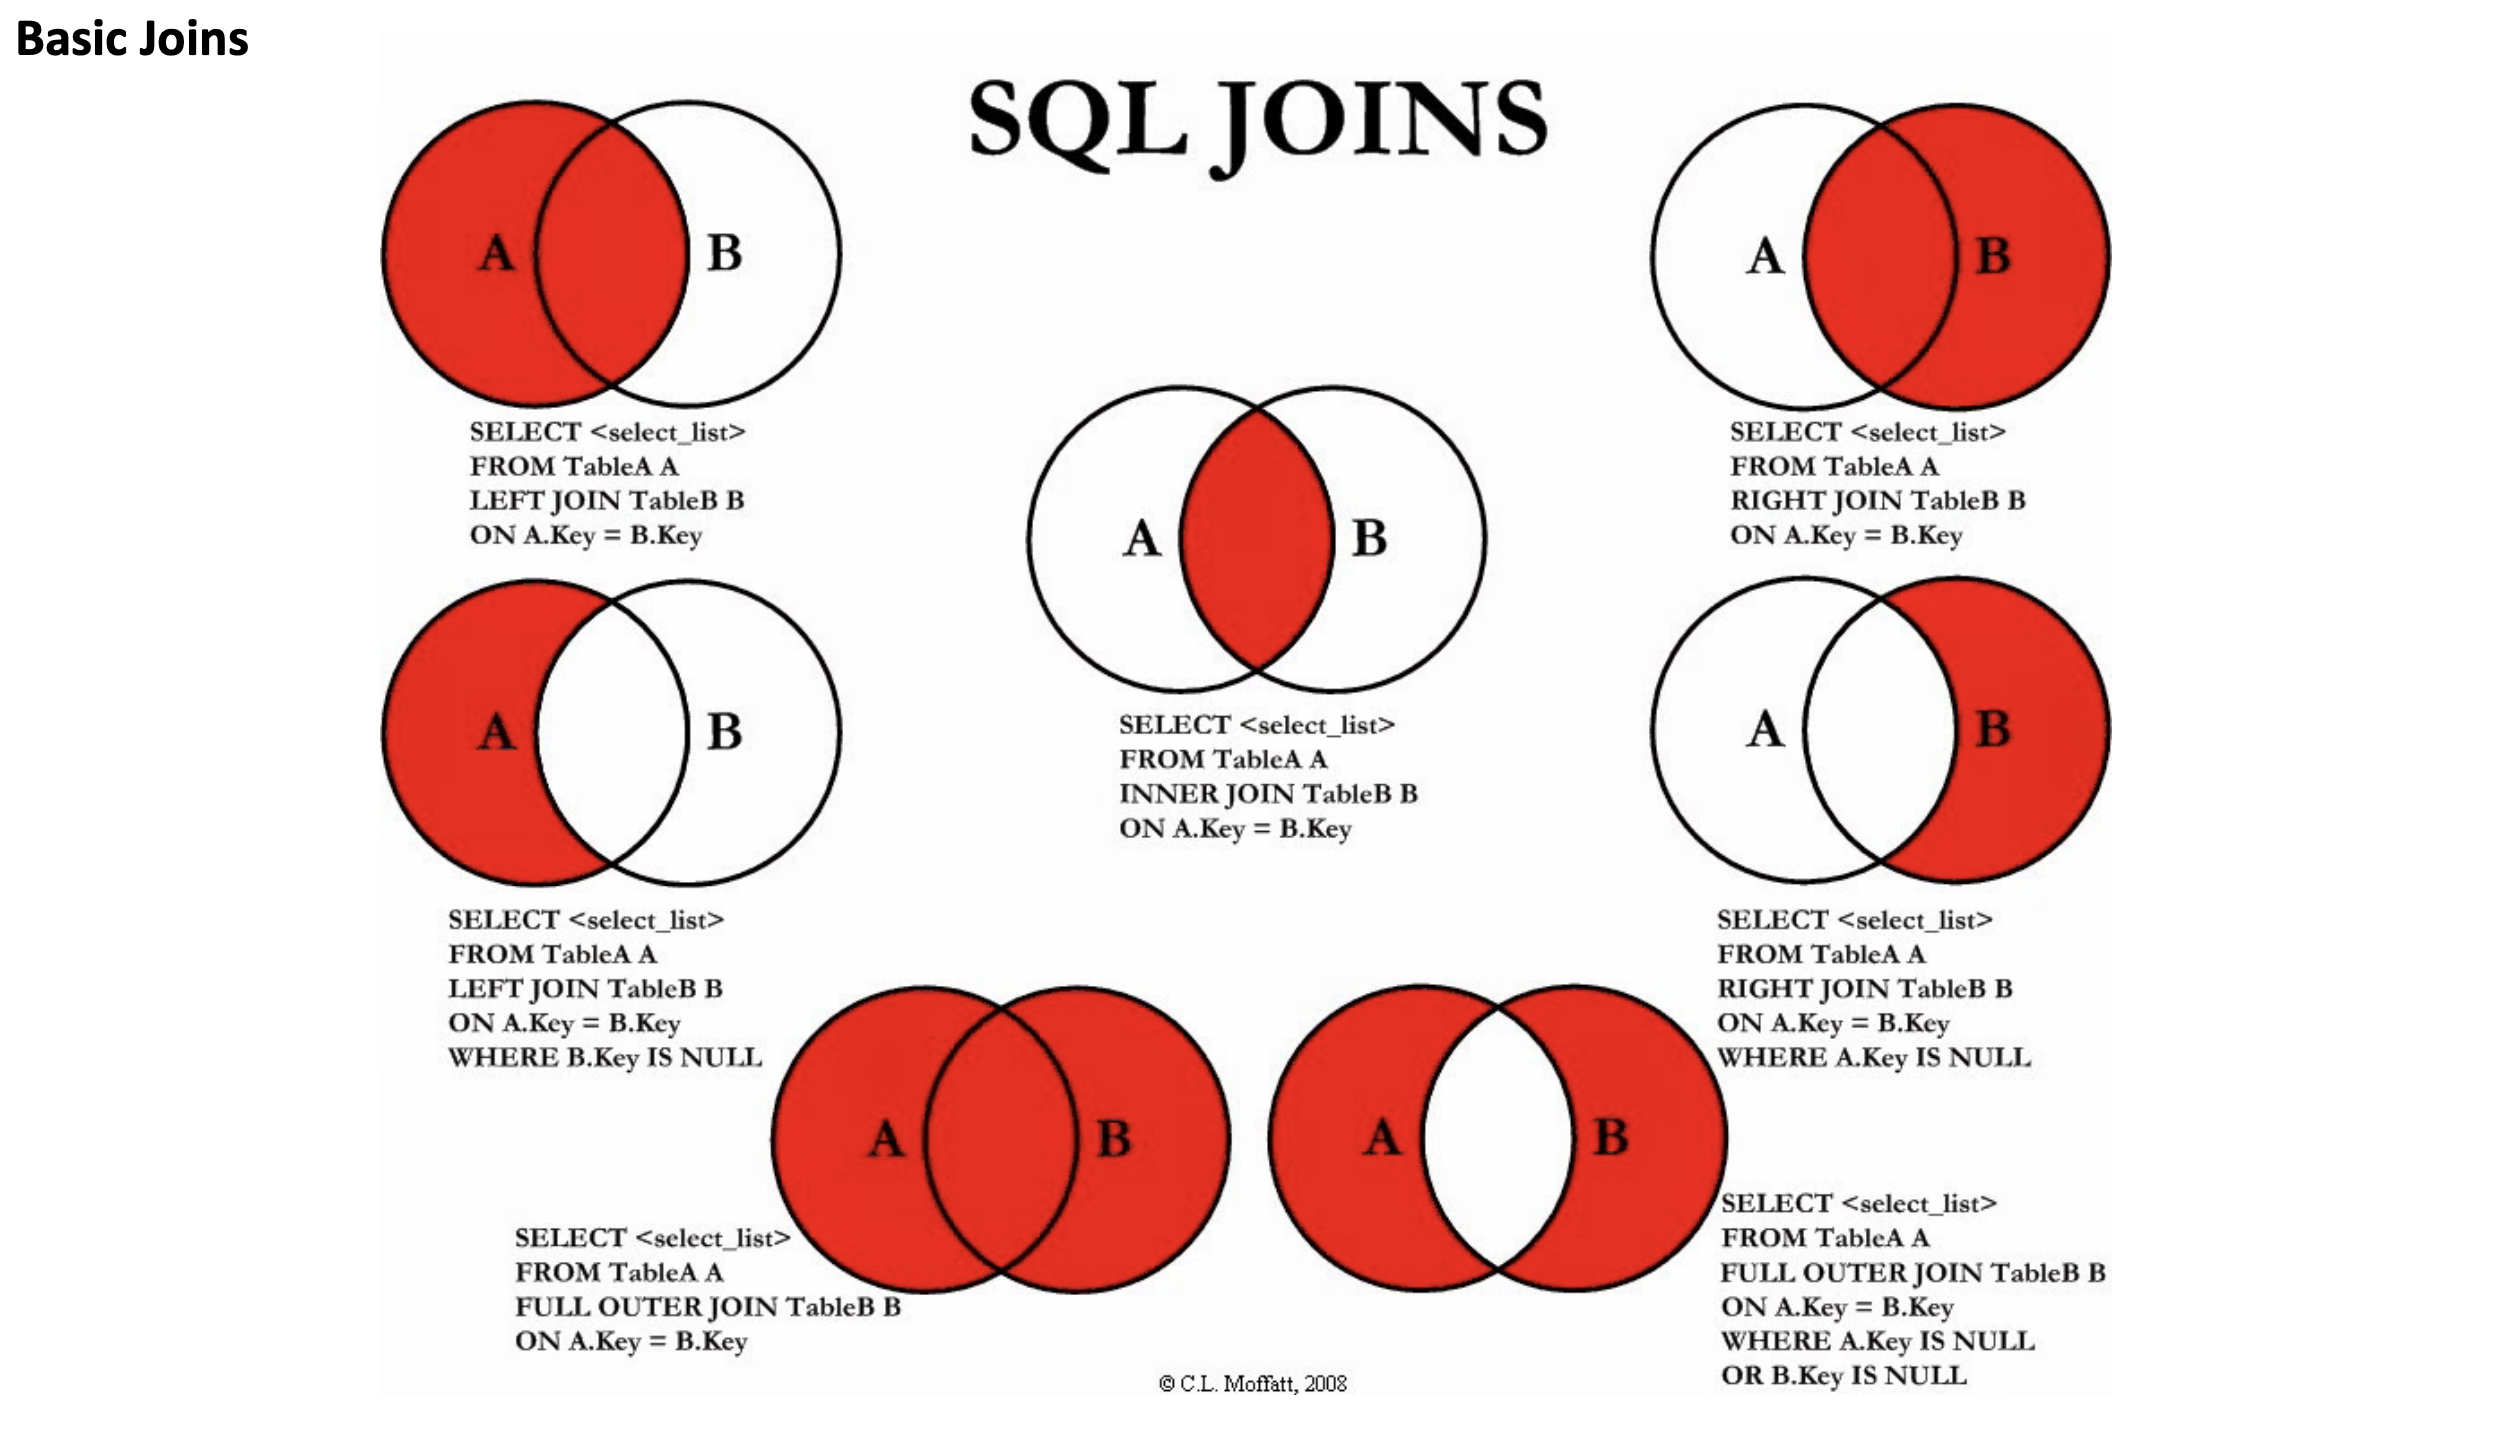 Basic Joins
SQL JOINS
A
B
SELECT <select_list>
FROM TableA A
LEFT JOIN TableB B
ON A.Key = B.Key
A
B
SELECT <select_list>
FROM TableA A
RIGHT JOIN TableB B
ON A.Key = B.Key
A
B
SELECT <select_list>
FROM TableA A
INNER JOIN TableB B
ON A.Key = B.Key
A
B
SELECT <select_list>
FROM TableA A
LEFT JOIN TableB B
ON A.Key = B.Key
WHERE B.Key IS NULL
A
B
SELECT <select_list>
FROM TableA A
RIGHT JOIN TableB B
ON A.Key = B.Key
WHERE A.Key IS NULL
A
B
SELECT <select_list>
FROM TableA A
FULL OUTER JOIN TableB B
ON A.Key = B.Key
A
B
SELECT <select_list>
FROM TableA A
FULL OUTER JOIN TableB B
ON A.Key = B.Key
WHERE A.Key IS NULL
OR B.Key IS NULL
© C.L. Moffatt, 2008